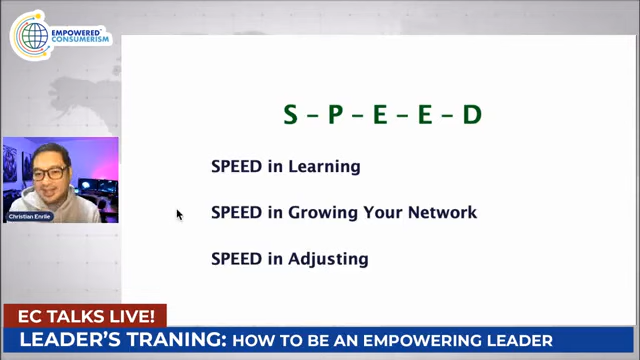 EMPOWERED
CONSUMERISM
S – P – E – E – D
SPEED in Learning
SPEED in Growing Your Network
SPEED in Adjusting
Christian Enrile
EC TALKS LIVE!
LEADER'S TRANING: HOW TO BE AN EMPOWERING LEADER